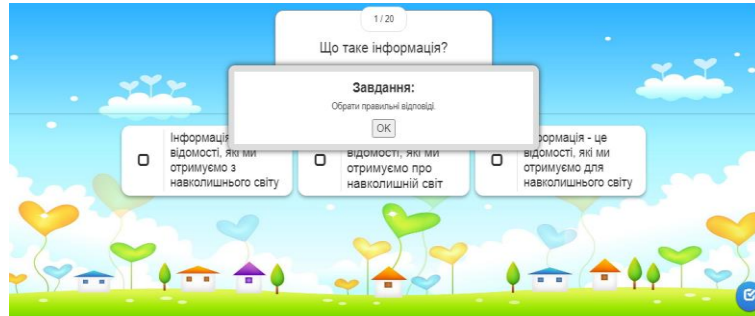 1 / 20
Що таке інформація?
Завдання:
Обрати правильні відповіді.
OK
Інформація
відомості, які ми
отримуємо з
навколишнього світу
відомості, які ми
отримуємо про
навколишній світ
формація - це
відомості, які ми
отримуємо для
навколишнього світу